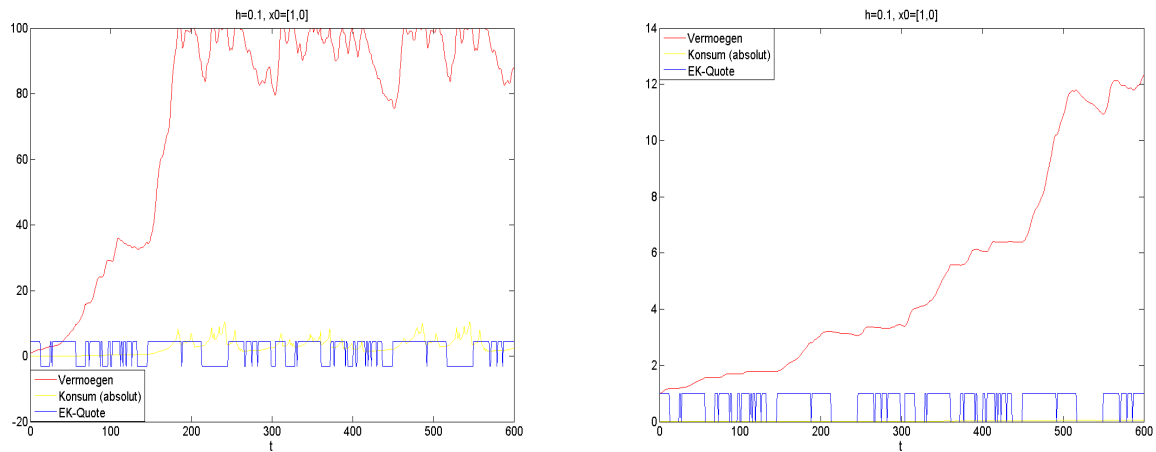 h=0.1, x0=[1,0]
100
80
60
40
20
0
-20
Vermoegen
Konsum (absolut)
EK-Quote
0
100
200
300
400
500
600
t
h=0.1, x0=[1,0]
14
12
10
8
6
4
2
0
Vermoegen
Konsum (absolut)
EK-Quote
0
100
200
300
400
500
600
t